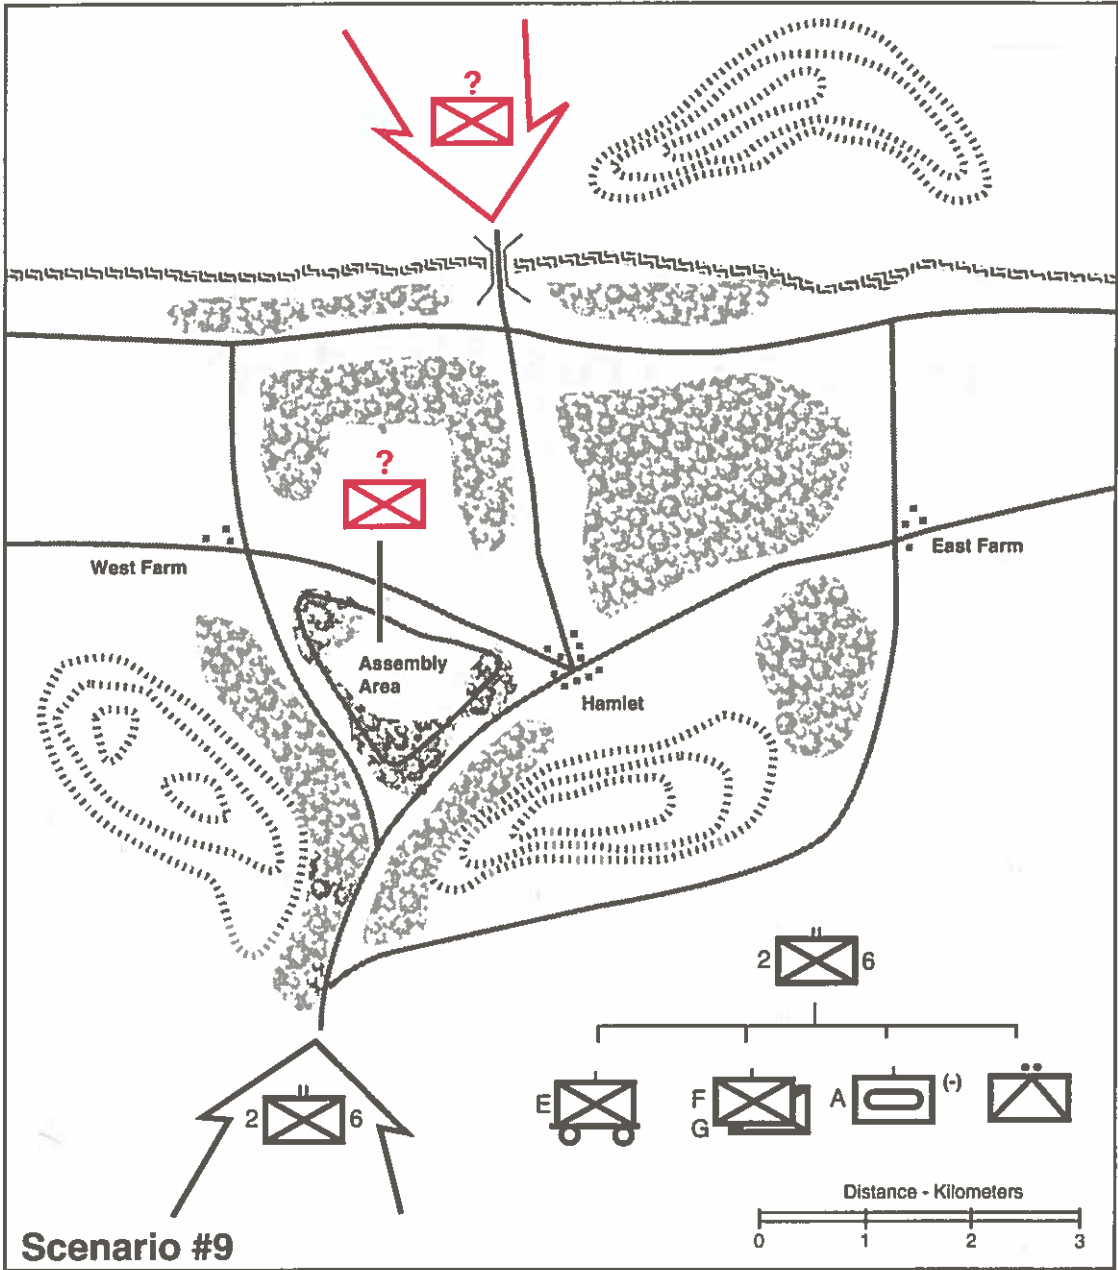 ?
?
West Farm
East Farm
Assembly
Area
Hamlet
2 6
E
F
G
A
(-)
2 6
Distance - Kilometers
0 1 2 3
Scenario #9